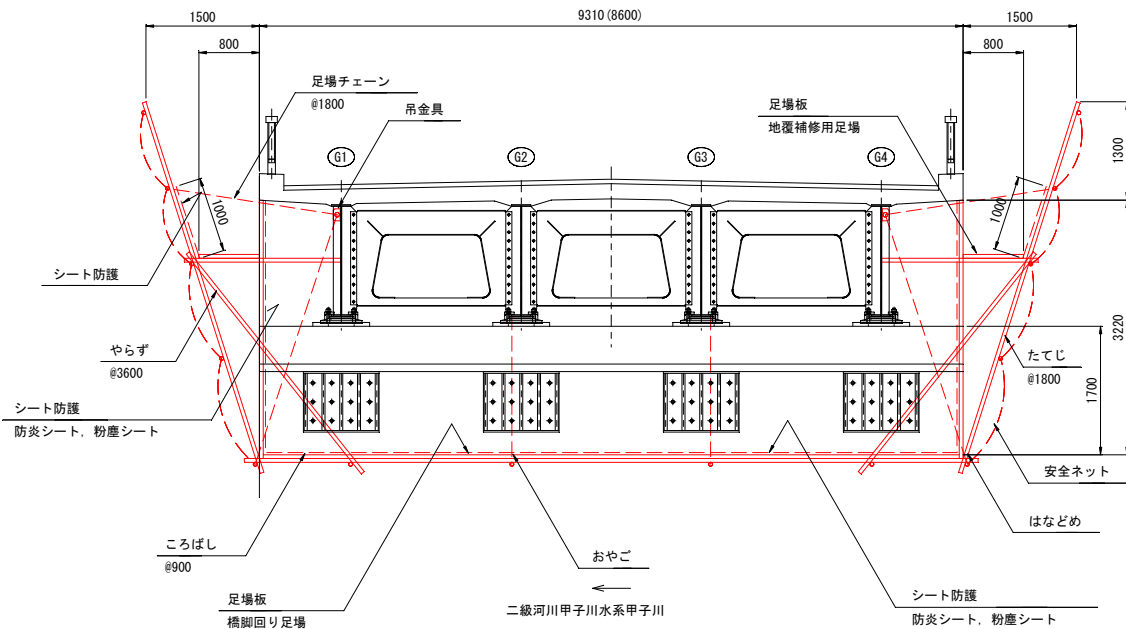 1500
9310(8600)
1500
800
800
足場チェーン
@1800
吊金具
足場板
地覆補修用足場
G1
G2
G3
G4
1300
1000
1000
シート防護
3220
やらず
@3600
たてじ
@1800
1700
シート防護
防炎シート, 粉塵シート
安全ネット
はなどめ
ころばし
@900
おやご
足場板
橋脚回り足場
二級河川甲子川水系甲子川
シート防護
防炎シート, 粉塵シート